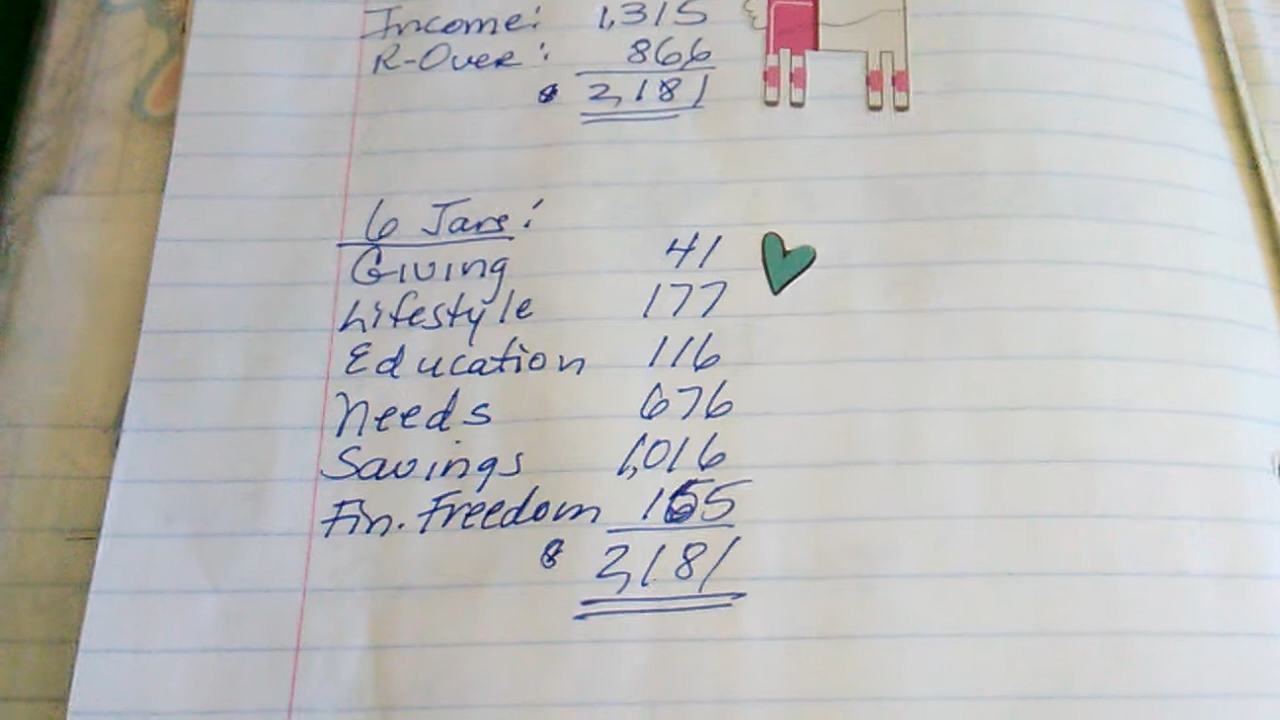 Income: 1,315
R-Over: 866
$ 2,181
6 Jars:
Giving 41
Lifestyle 177
Education 116
Needs 676
Savings 1,016
Fin. Freedom 155
$ 2,181